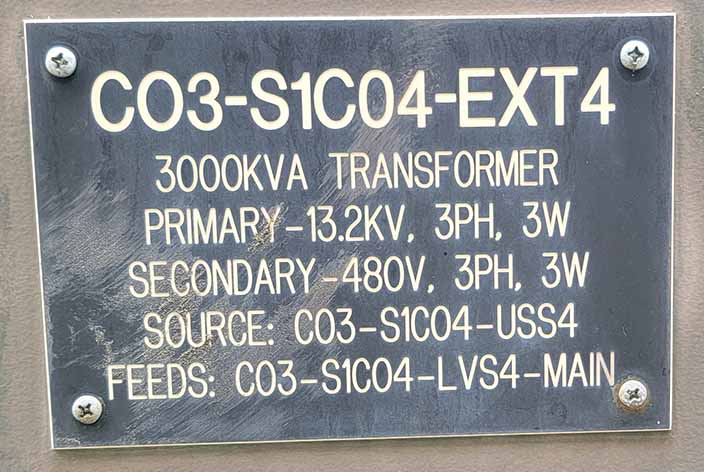 CO3-S1C04-EXT4
3000KVA TRANSFORMER
PRIMARY-13.2KV, 3PH, 3W
SECONDARY-480V, 3PH, 3W
SOURCE: CO3-S1C04-USS4
FEEDS: CO3-S1C04-LVS4-MAIN